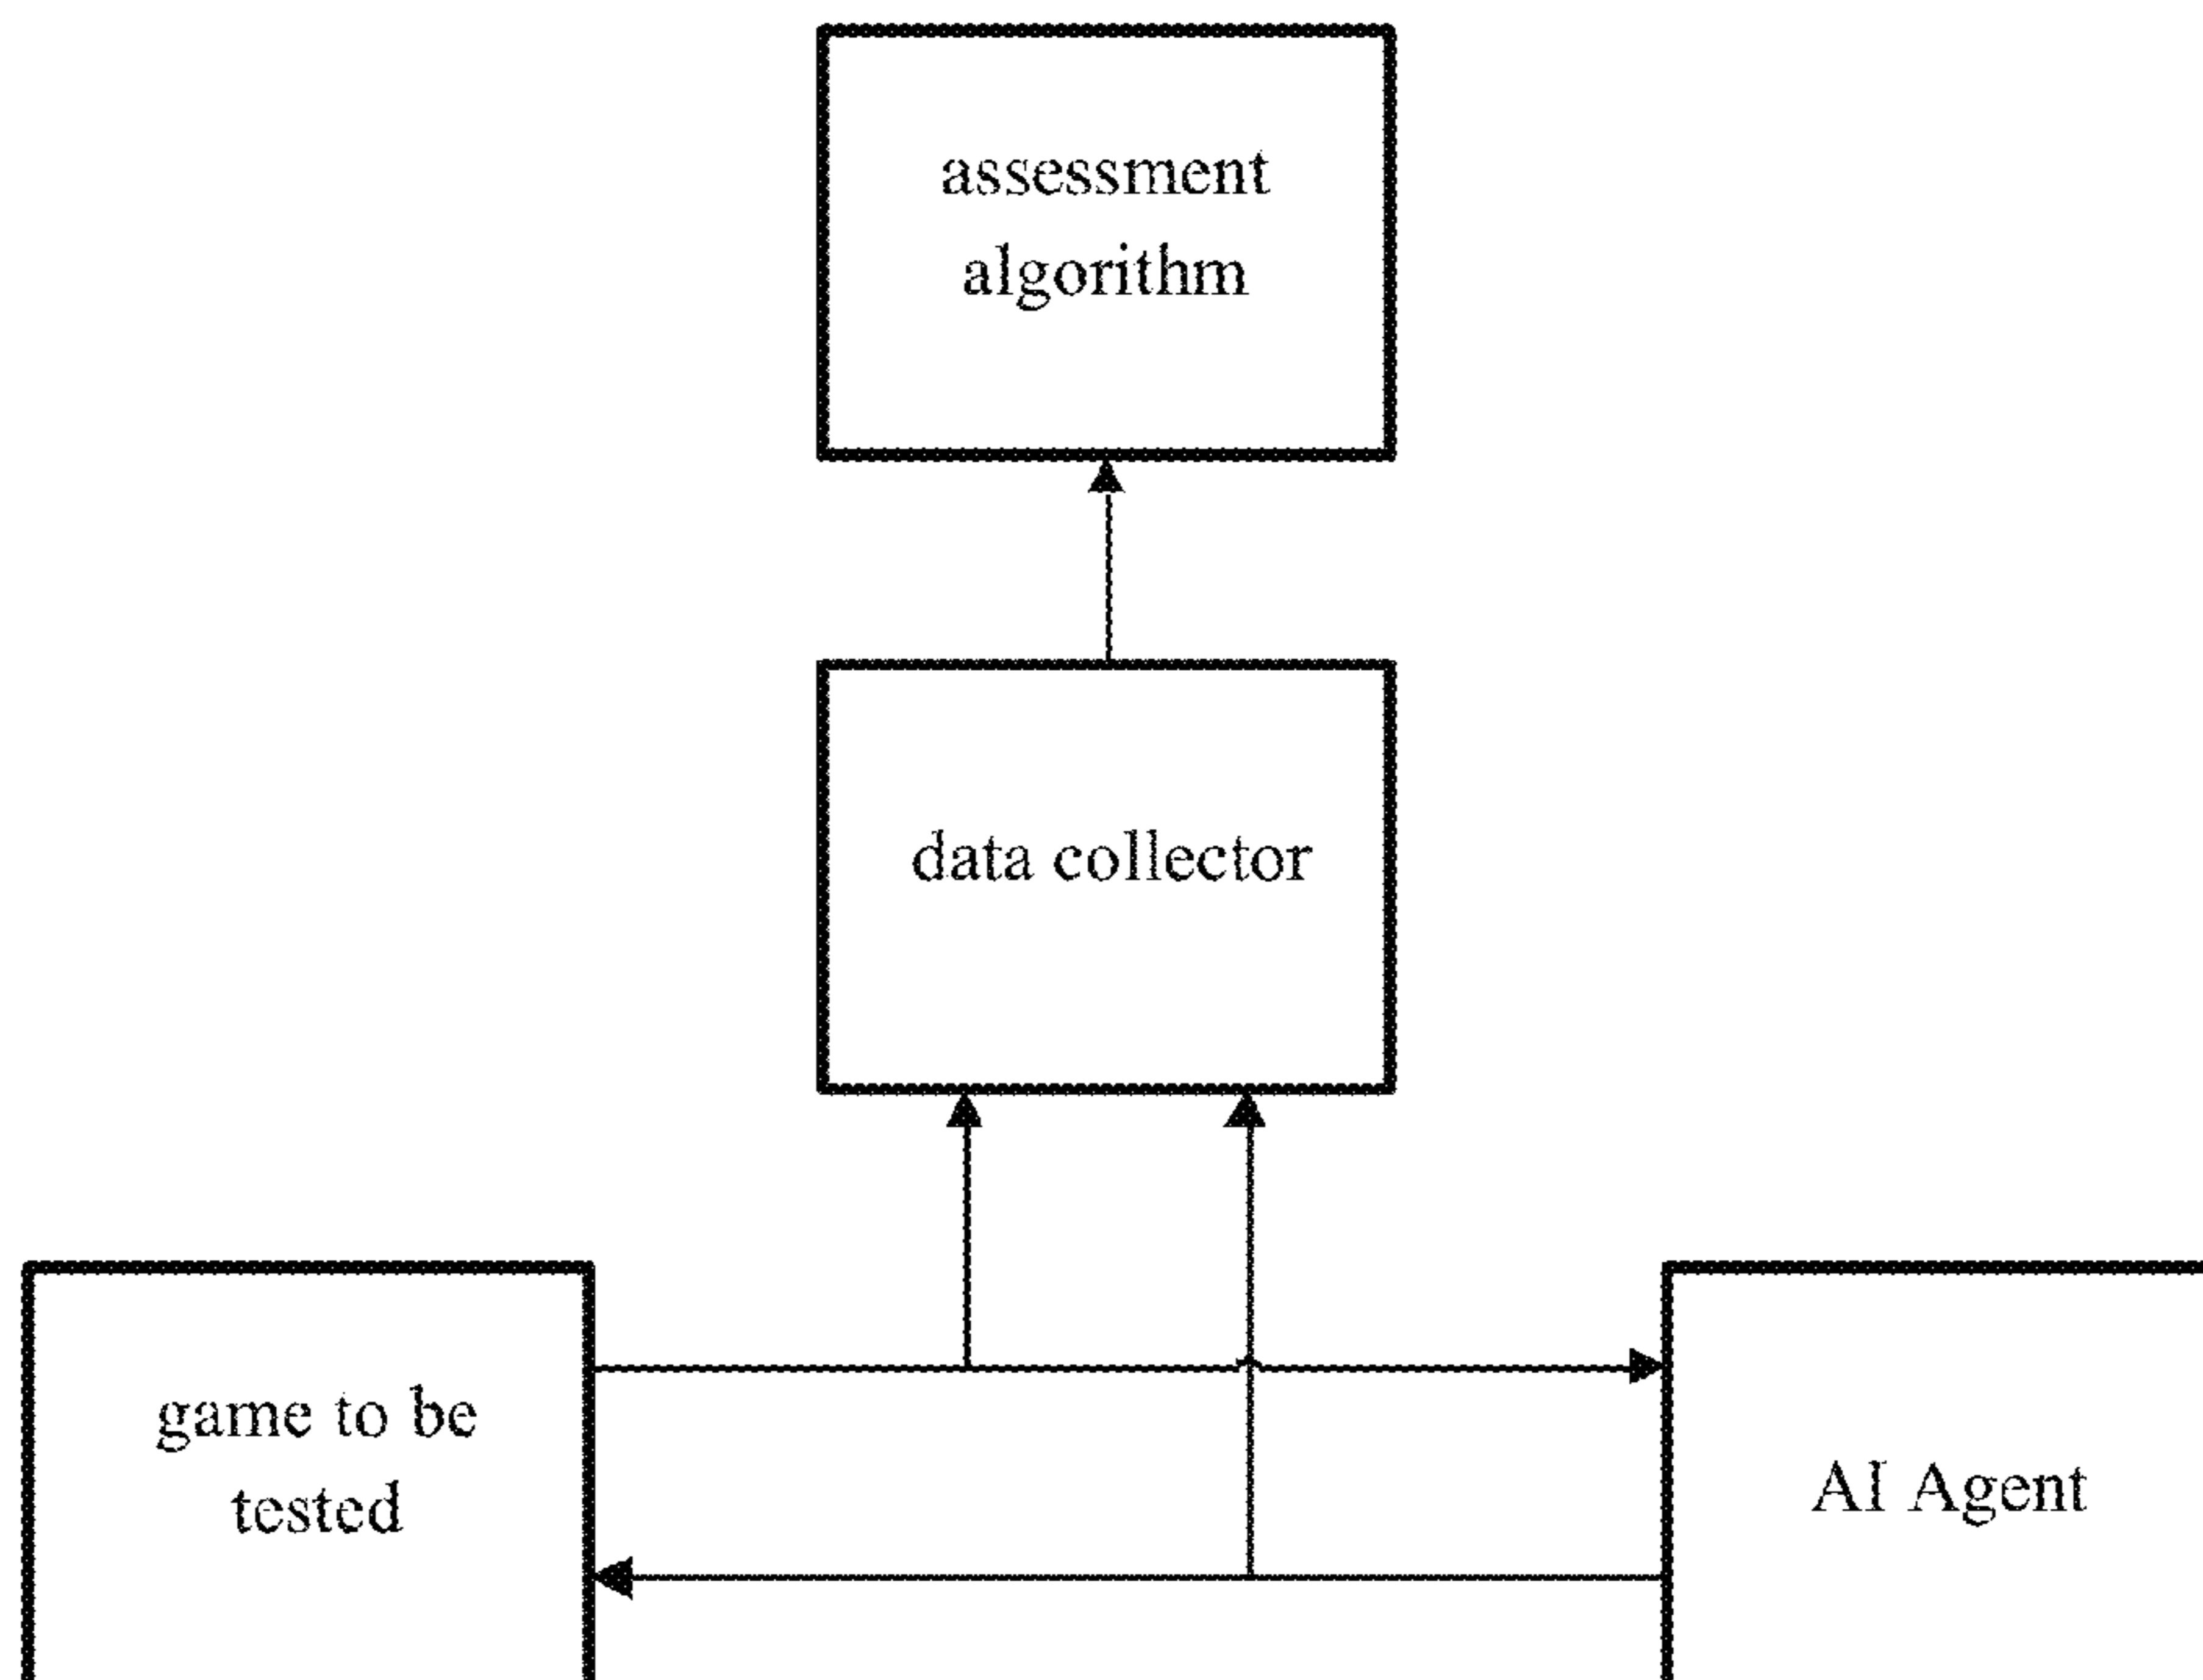 assessment
algorithm
data collector
game to be
tested
AI Agent